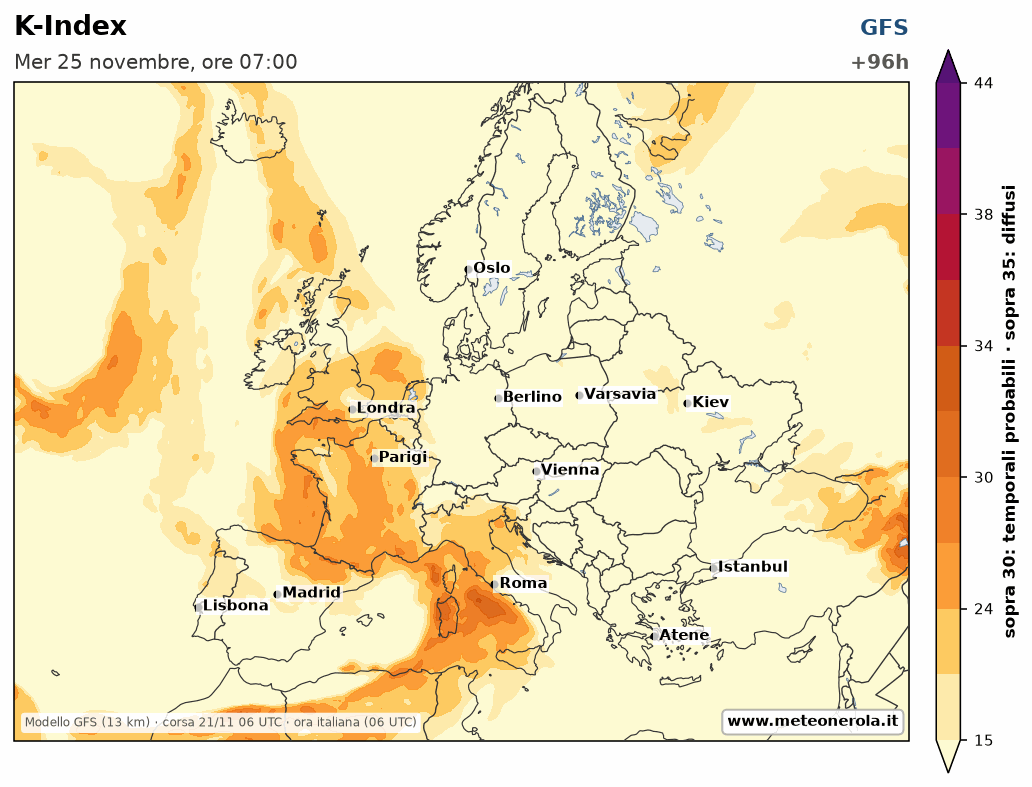 K-Index
GFS
Mer 25 novembre, ore 07:00
+96h
44
38
34
30
24
15
sopra 30: temporali probabili · sopra 35: diffusi
Oslo
Berlino
Varsavia
Kiev
Londra
Parigi
Vienna
Istanbul
Roma
Madrid
Lisbona
Atene
Modello GFS (13 km) · corsa 21/11 06 UTC · ora italiana (06 UTC)
www.meteonerola.it